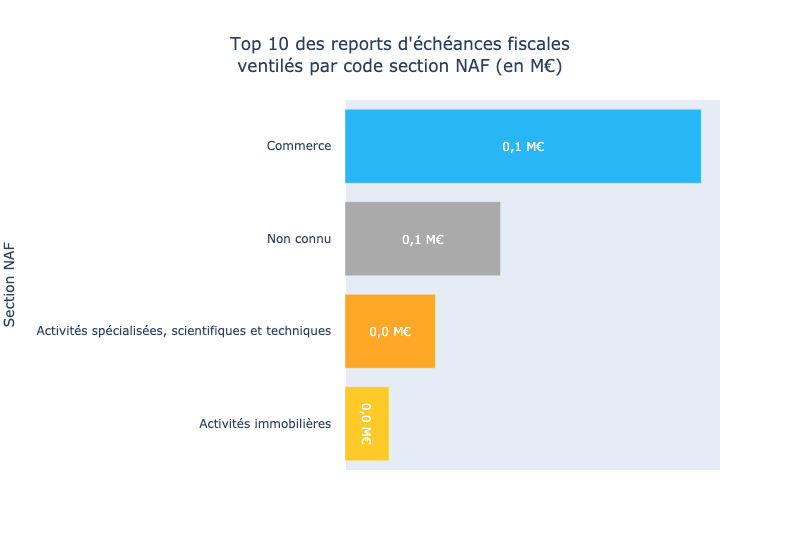 Top 10 des reports d'échéances fiscales
ventilés par code section NAF (en M€)
Section NAF
Commerce
0,1 M€
Non connu
0,1 M€
Activités spécialisées, scientifiques et techniques
0,0 M€
Activités immobilières
0,0 M€